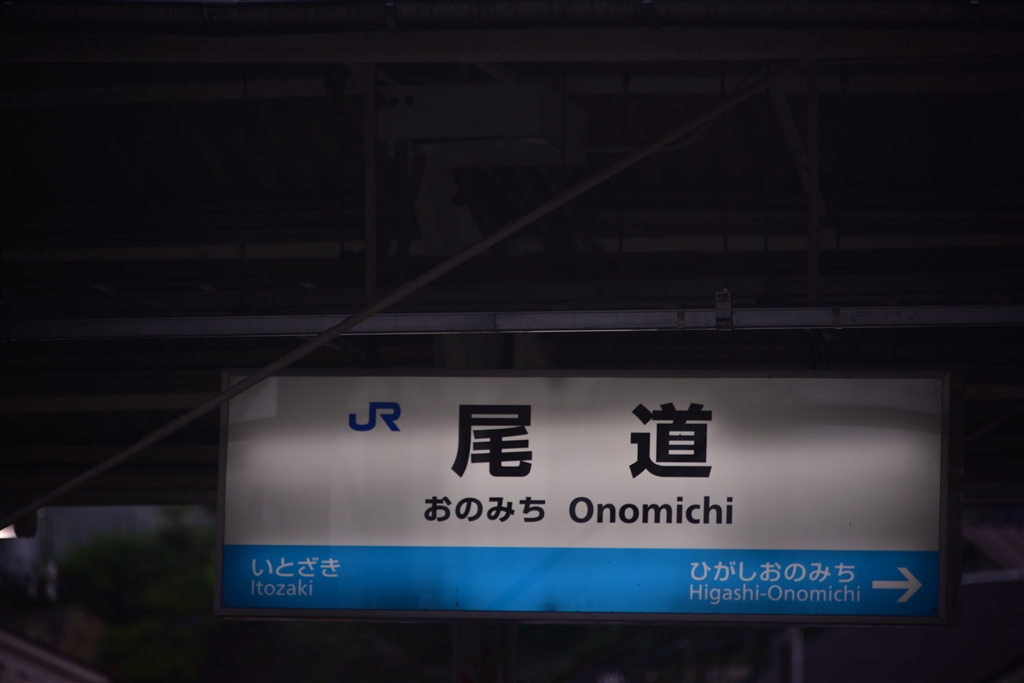 JR 尾道
おのみち Onomichi
いとざき ひがしおのみち →
Itozaki Higashi-Onomichi